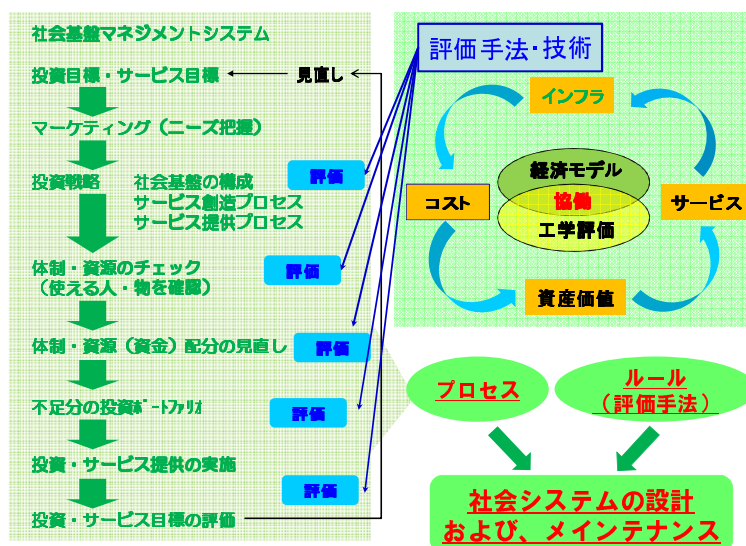 社会基盤マネジメントシステム
投資目標・サービス目標
見直し
マーケティング（ニーズ把握）
投資戦略
社会基盤の構成
サービス創造プロセス
サービス提供プロセス
評価
体制・資源のチェック
（使える人・物を確認）
評価
体制・資源（資金）配分の見直し
評価
不足分の投資ﾎﾟｰﾄﾌｧﾘｵ
評価
投資・サービス提供の実施
評価
投資・サービス目標の評価
評価手法・技術
インフラ
コスト
経済モデル
協働
工学評価
サービス
資産価値
プロセス
ルール
（評価手法）
社会システムの設計
および、メインテナンス